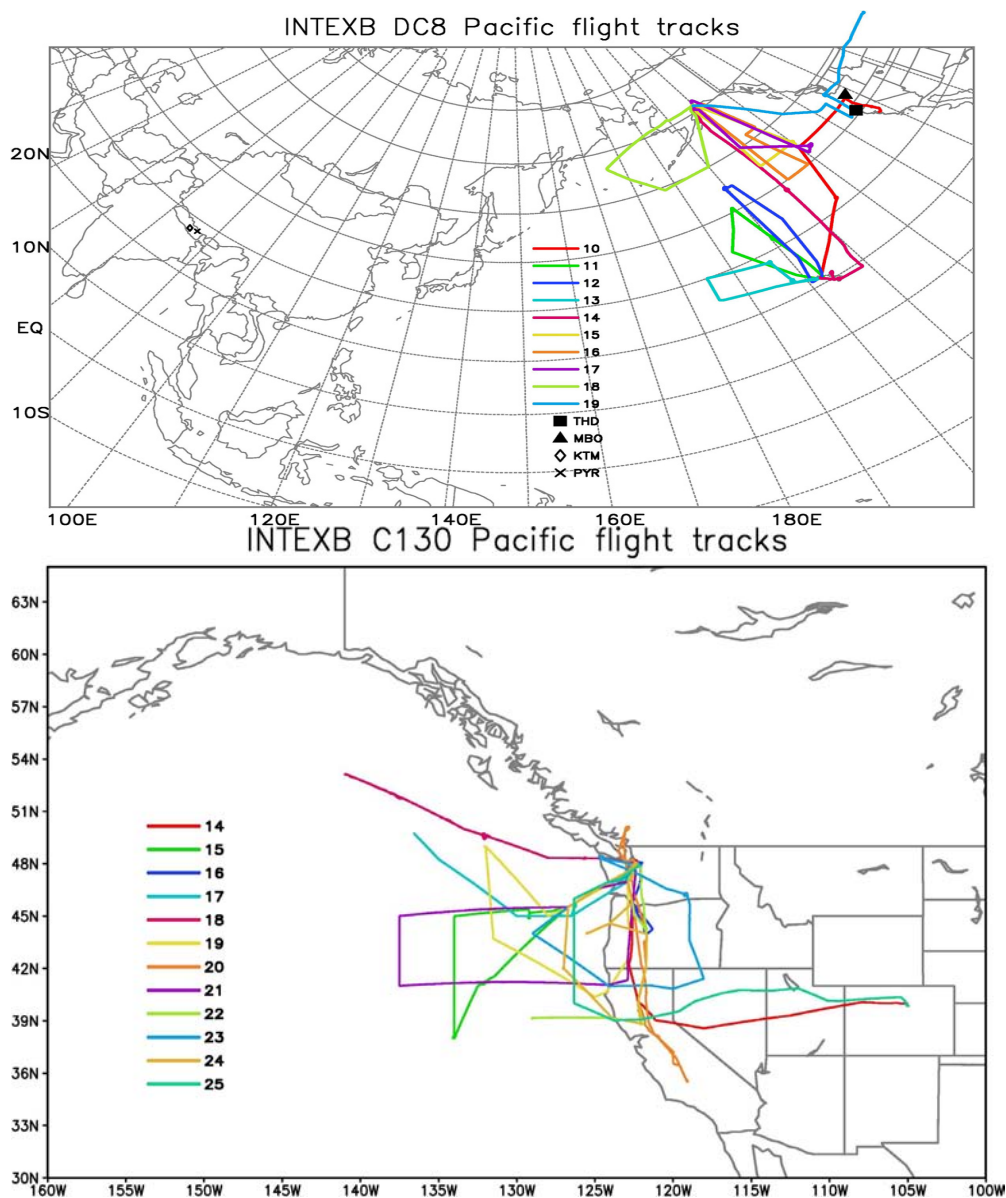 INTEXB DC8 Pacific flight tracks
20N
10N
EQ
10S
10
11
12
13
14
15
16
17
18
19
THD
MBO
KTM
PYR
100E 120E 140E 160E 180E
INTEXB C130 Pacific flight tracks
63N
60N
57N
54N
51N
48N
45N
42N
39N
36N
33N
30N
14
15
16
17
18
19
20
21
22
23
24
25
160W 155W 150W 145W 140W 135W 130W 125W 120W 115W 110W 105W 100W